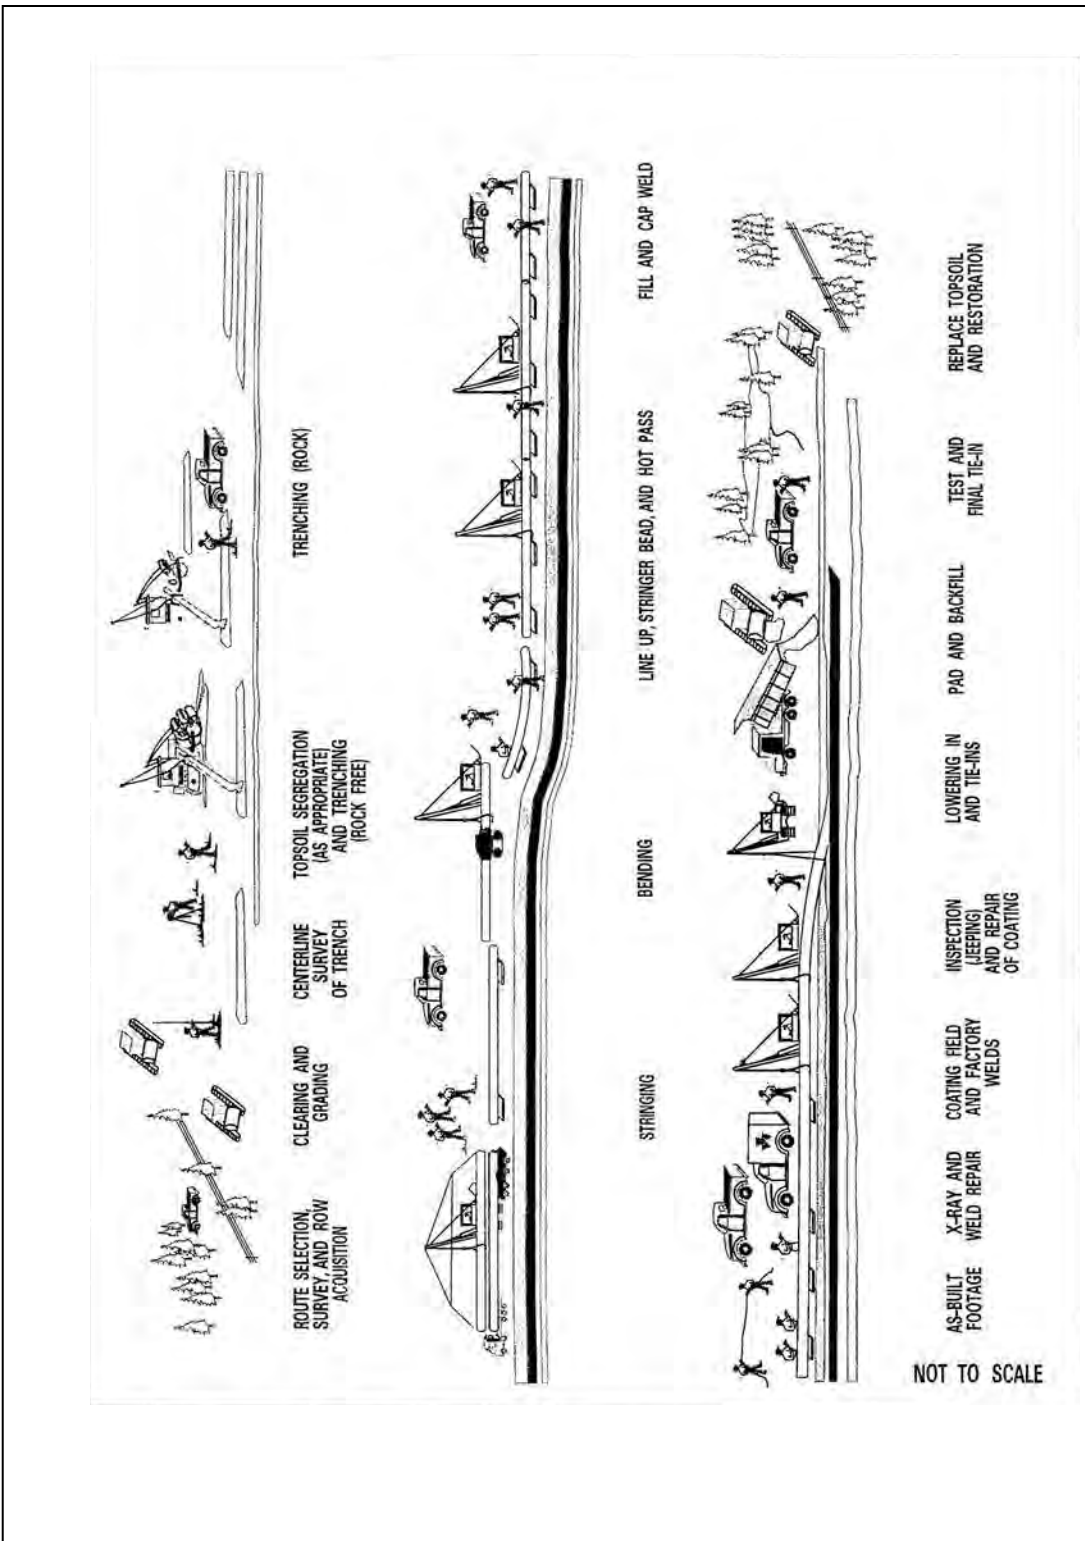 ROUTE SELECTION,
SURVEY, AND ROW
ACQUISITION
CLEARING AND
GRADING
CENTERLINE
SURVEY
OF TRENCH
TOPSOIL SEGREGATION
(AS APPROPRIATE)
AND TRENCHING
(ROCK FREE)
TRENCHING (ROCK)
STRINGING
BENDING
LINE UP, STRINGER BEAD, AND HOT PASS
FILL AND CAP WELD
AS-BUILT
FOOTAGE
X-RAY AND
WELD REPAIR
COATING FIELD
AND FACTORY
WELDS
INSPECTION
(JEEPING)
AND REPAIR
OF COATING
LOWERING IN
AND TIE-INS
PAD AND BACKFILL
TEST AND
FINAL TIE-IN
REPLACE TOPSOIL
AND RESTORATION
NOT TO SCALE